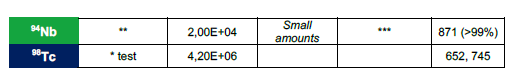 ⁹⁴Nb ** 2,00E+04 Small amounts *** 871 (>99%)
⁹⁸Tc * test 4,20E+06 652, 745